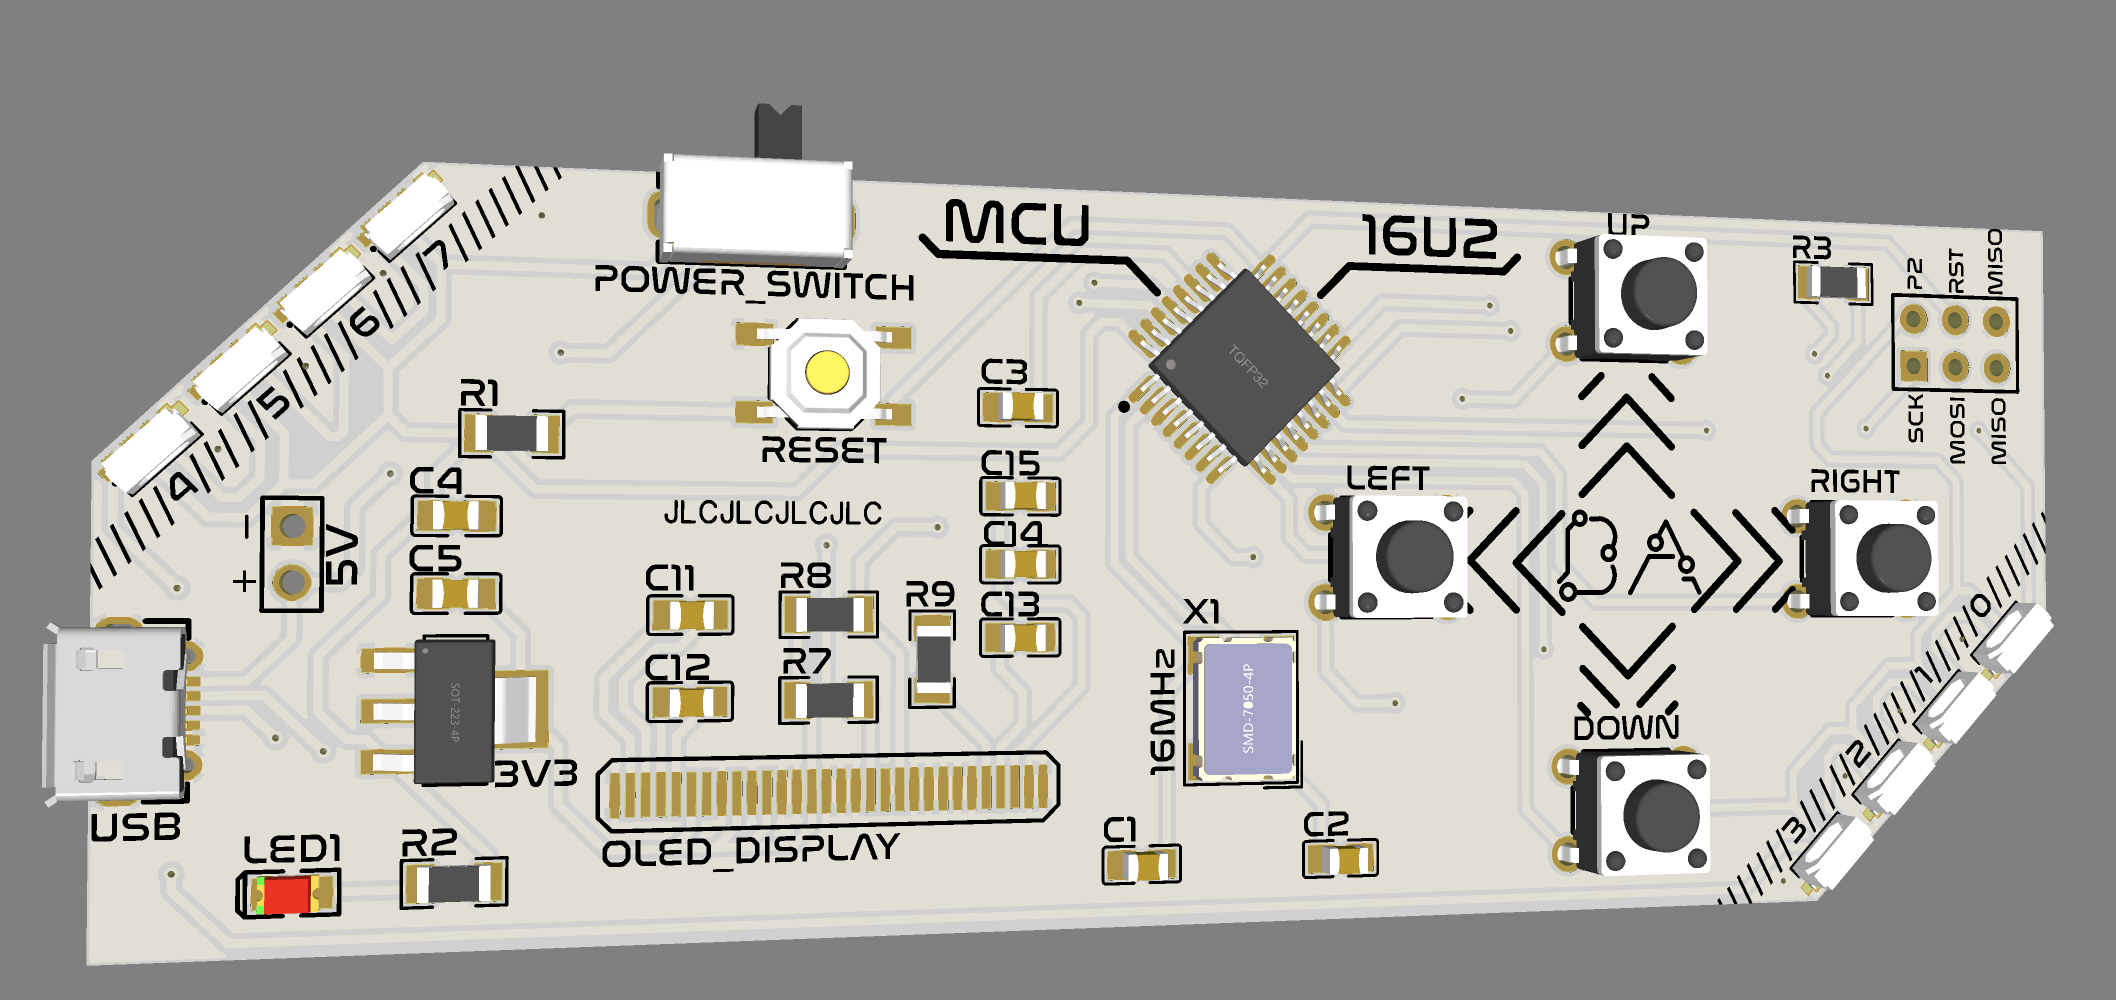 MCU
16U2
UP
POWER_SWITCH
R3
P2
RST
MISO
7
6
5
4
R1
RESET
C3
TQFP32
SCK
MOSI
MISO
C4
C15
LEFT
RIGHT
JLCJLCJLCJLC
C14
- + 5V
C5
C11
R8
R9
C13
X1
16MHz
SMD-7050-4P
0
1
2
3
C12
R7
SOT-223-4P
3V3
DOWN
USB
OLED_DISPLAY
LED1
R2
C1
C2